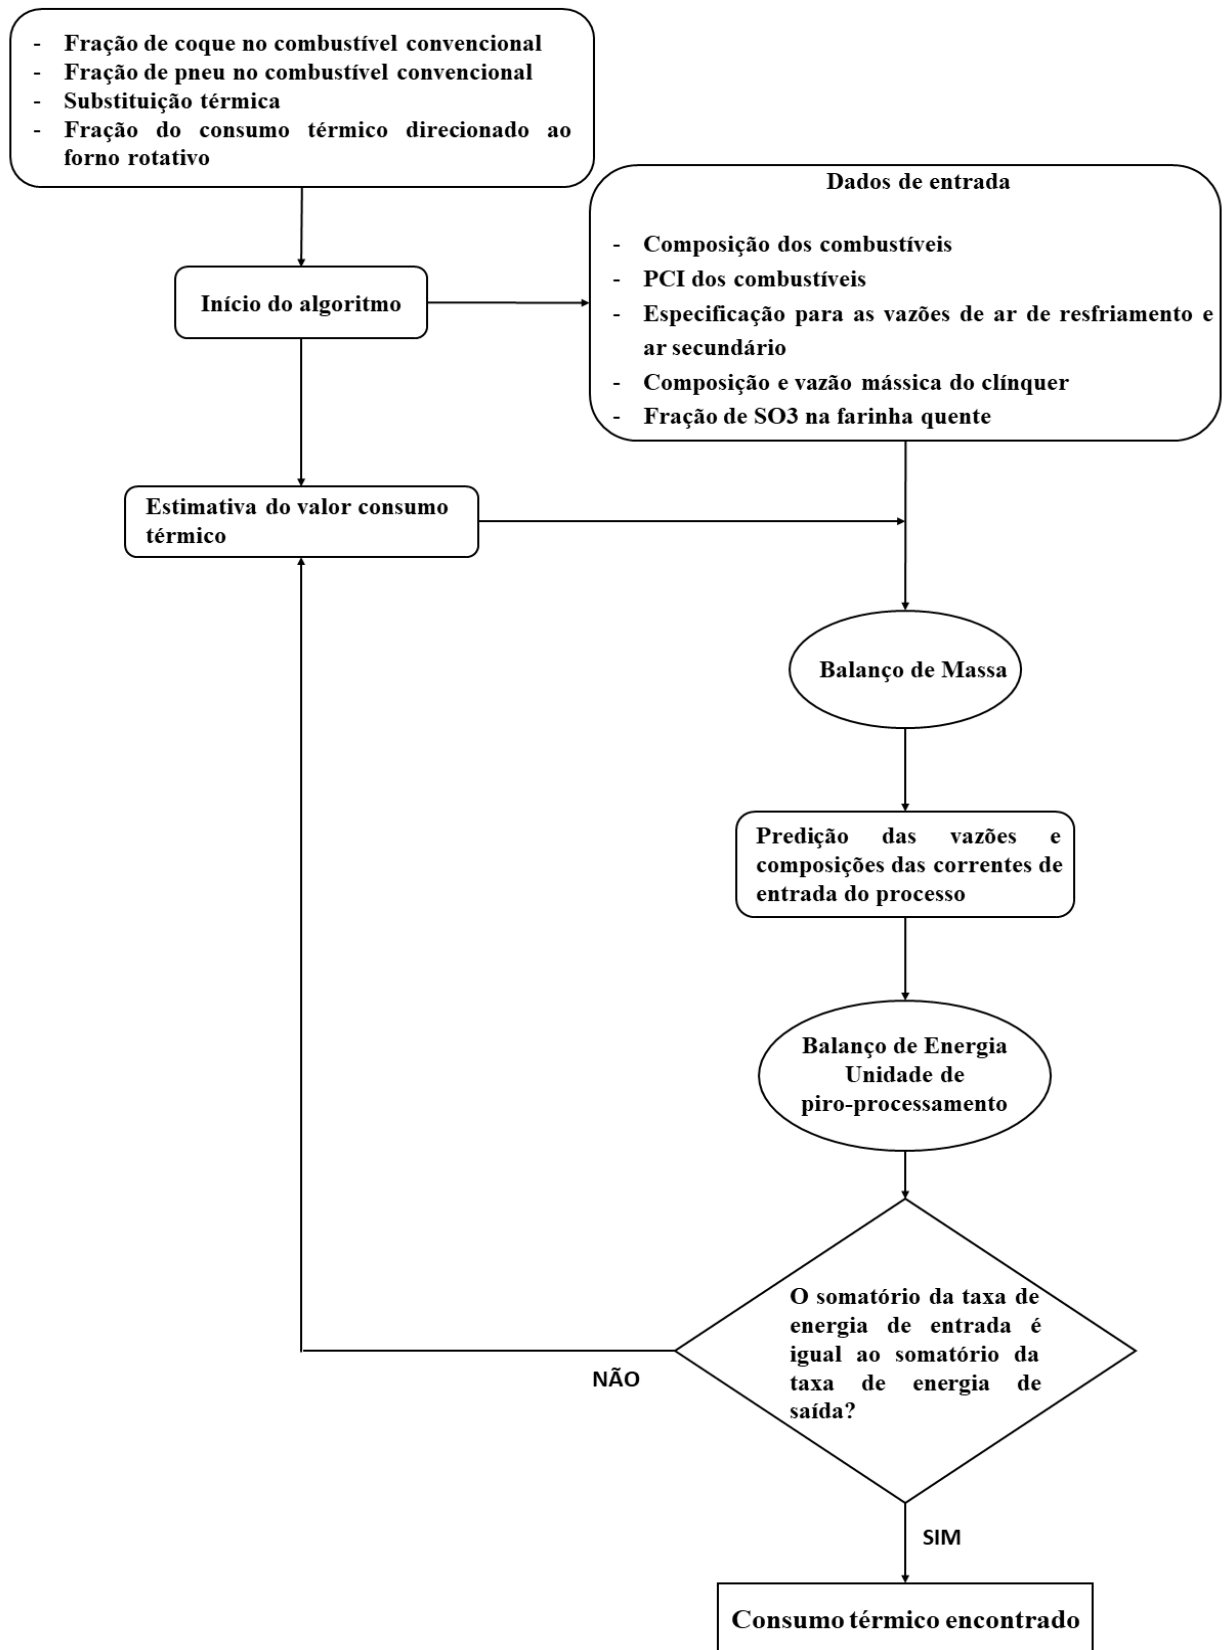 - Fração de coque no combustível convencional
- Fração de pneu no combustível convencional
- Substituição térmica
- Fração do consumo térmico direcionado ao
forno rotativo
Dados de entrada
- Composição dos combustíveis
- PCI dos combustíveis
- Especificação para as vazões de ar de resfriamento e
ar secundário
- Composição e vazão mássica do clínquer
- Fração de SO3 na farinha quente
Início do algoritmo
Estimativa do valor consumo
térmico
Balanço de Massa
Predição das vazões e
composições das correntes de
entrada do processo
Balanço de Energia
Unidade de
piro-processamento
O somatório da taxa de
energia de entrada é
igual ao somatório da
taxa de energia de
saída?
NÃO
SIM
Consumo térmico encontrado